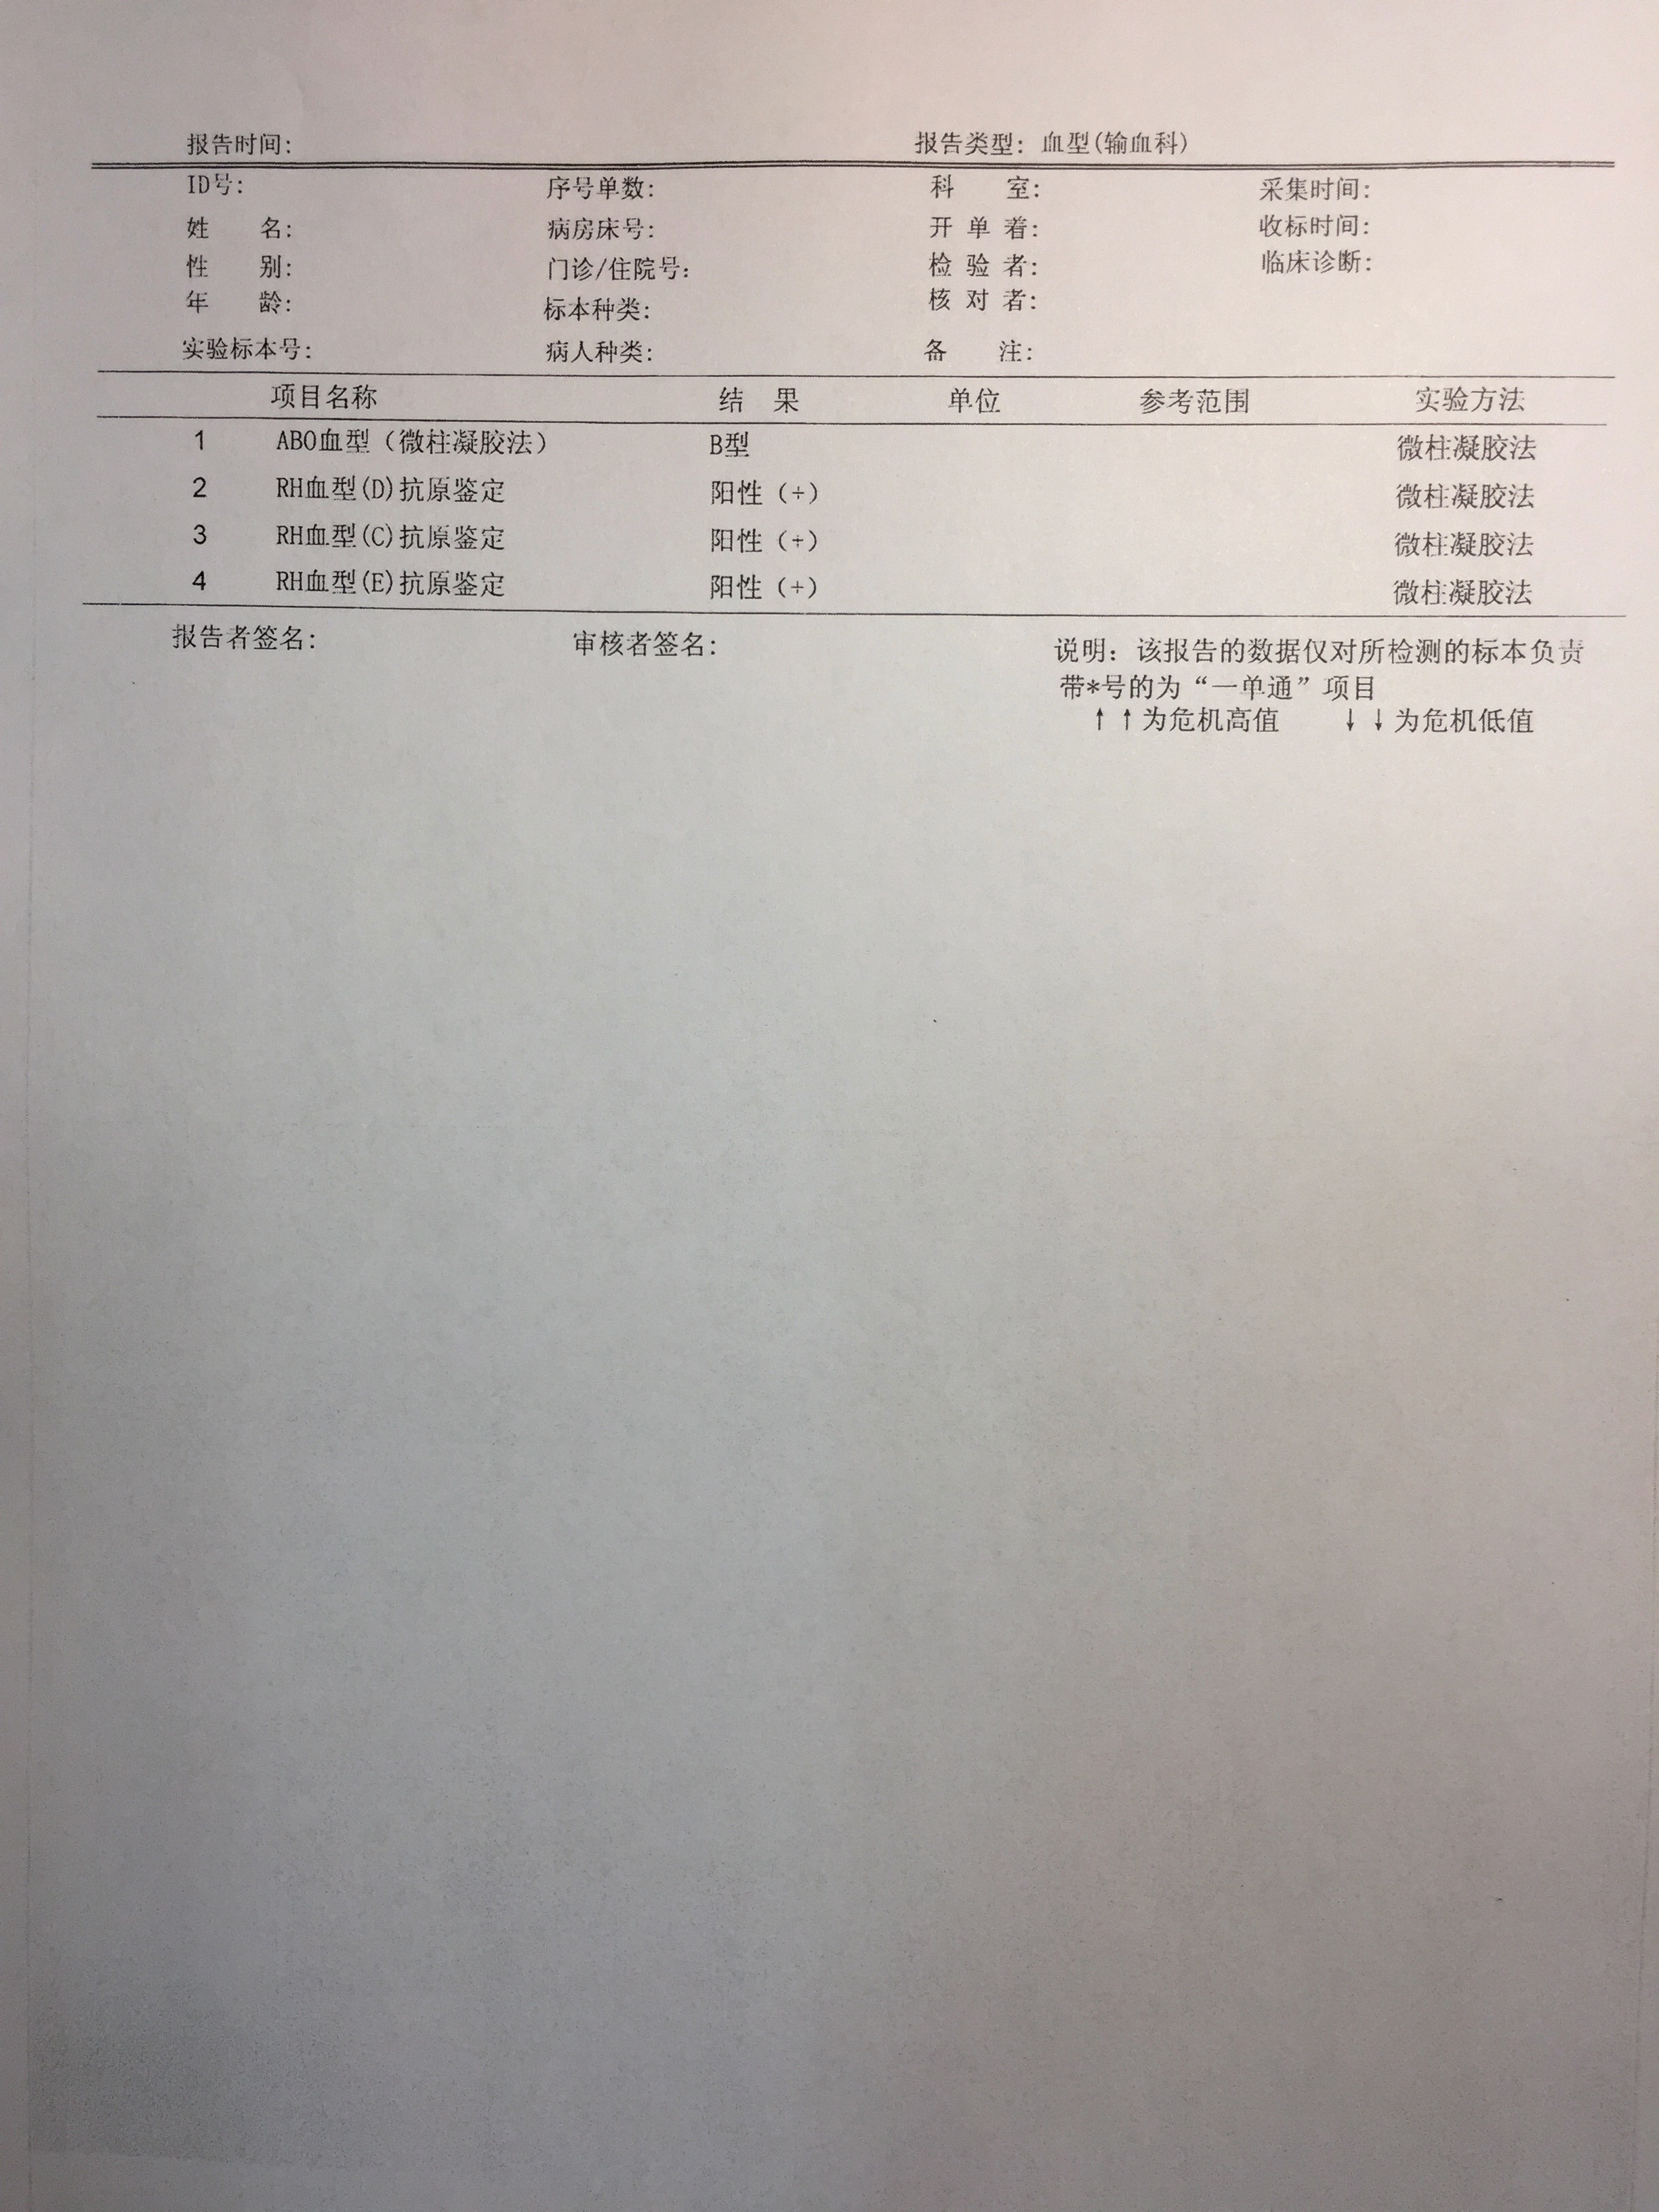 报告时间: 报告类型: 血型(输血科)
ID号: 序号单数: 科 室: 采集时间:
姓 名: 病房床号: 开 单 着: 收标时间:
性 别: 门诊/住院号: 检 验 者: 临床诊断:
年 龄: 标本种类: 核 对 者:
实验标本号: 病人种类: 备 注:
项目名称 结 果 单位 参考范围 实验方法
1 ABO血型（微柱凝胶法） B型 微柱凝胶法
2 RH血型(D)抗原鉴定 阳性（+） 微柱凝胶法
3 RH血型(C)抗原鉴定 阳性（+） 微柱凝胶法
4 RH血型(E)抗原鉴定 阳性（+） 微柱凝胶法
报告者签名: 审核者签名: 说明: 该报告的数据仅对所检测的标本负责
带*号的为“一单通”项目
↑↑为危机高值 ↓↓为危机低值